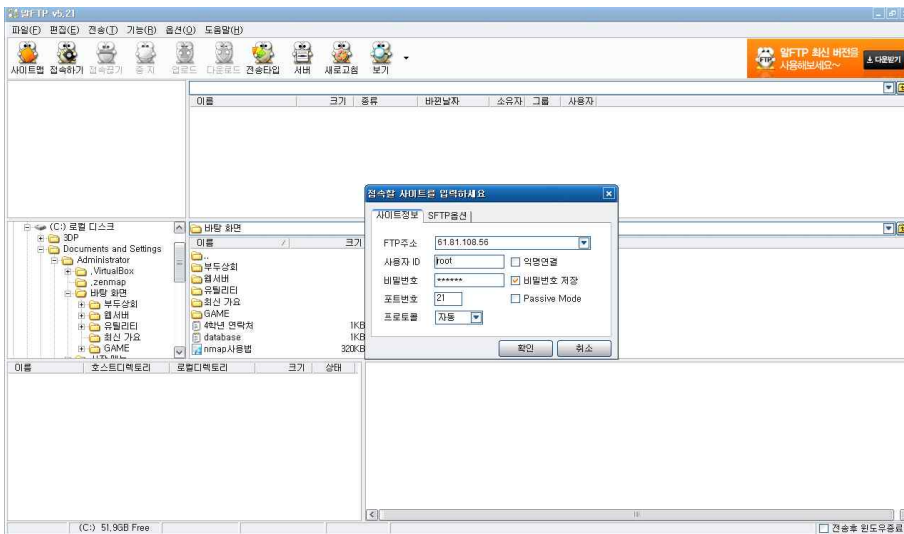 알FTP v5.21
파일(F) 편집(E) 전송(T) 기능(B) 옵션(O) 도움말(H)
사이트맵 접속하기 접속끊기 중 지 업로드 다운로드 전송타입 서버 새로고침 보기
알FTP 최신 버전을
사용해보세요~
다운받기
이름 크기 종류 바뀐날짜 소유자 그룹 사용자
접속할 사이트를 입력하세요
사이트정보 SFTP옵션
FTP주소 61.81.108.56
사용자 ID root 익명연결
비밀번호 ****** 비밀번호 저장
포트번호 21 Passive Mode
프로토콜 자동
확인 취소
(C:) 로컬 디스크
3DP
Documents and Settings
Administrator
.VirtualBox
.zenmap
바탕 화면
부두상회
웹서버
유틸리티
최신 가요
GAME
바탕 화면
이름 / 크기
..
부두상회
웹서버
유틸리티
최신 가요
GAME
4학년 연락처 1KB
database 1KB
nmap사용법 320KB
이름 호스트디렉토리 로컬디렉토리 크기 상태
(C:) 51,9GB Free
전송후 윈도우종료